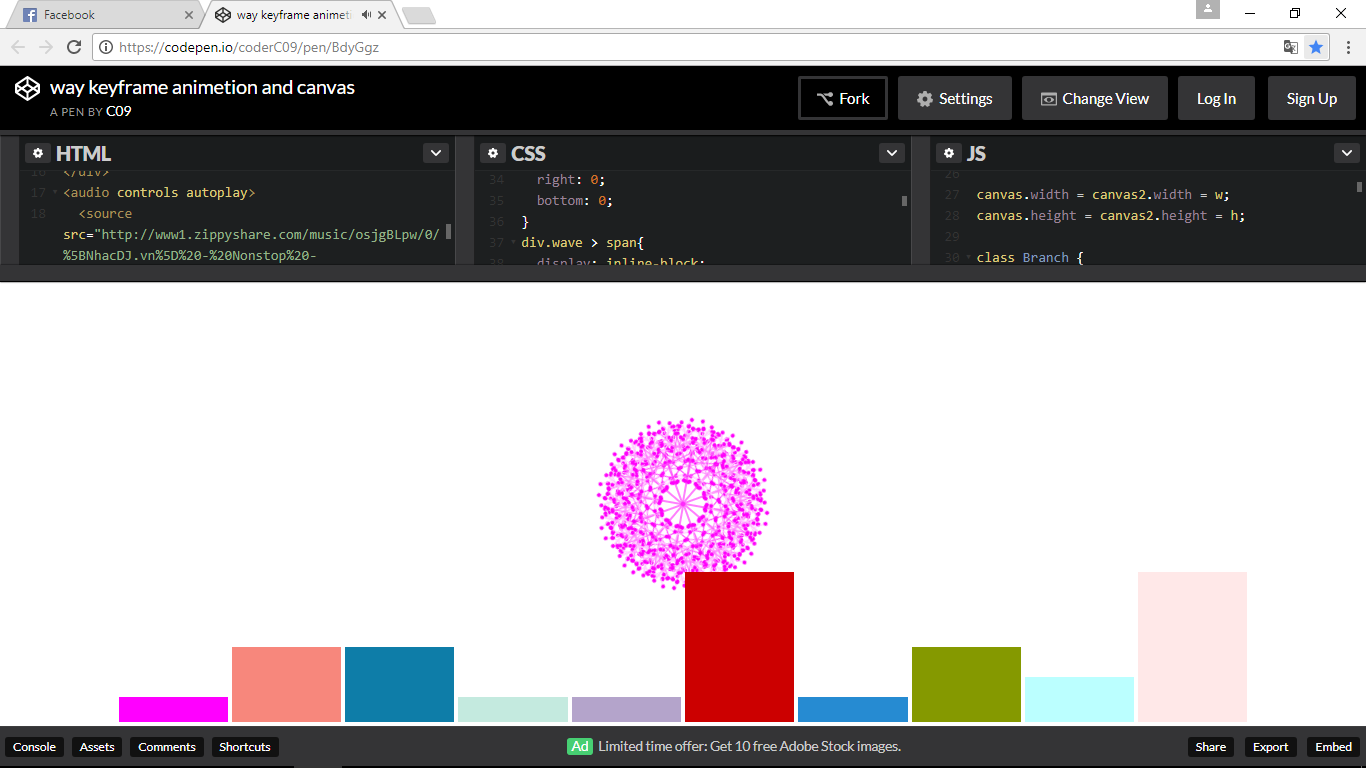 Facebook
way keyframe animeti
https://codepen.io/coderC09/pen/BdyGgz
way keyframe animetion and canvas
A PEN BY C09
Fork
Settings
Change View
Log In
Sign Up
HTML
16 </div>
17 <audio controls autoplay>
18 <source
src="http://www1.zippyshare.com/music/osjgBLpw/0/
%5BNhacDJ.vn%5D%20-%20Nonstop%20-
CSS
34 right: 0;
35 bottom: 0;
36 }
37 div.wave > span{
38 display: inline-block;
JS
26
27 canvas.width = canvas2.width = w;
28 canvas.height = canvas2.height = h;
29
30 class Branch {
Console
Assets
Comments
Shortcuts
Ad Limited time offer: Get 10 free Adobe Stock images.
Share
Export
Embed